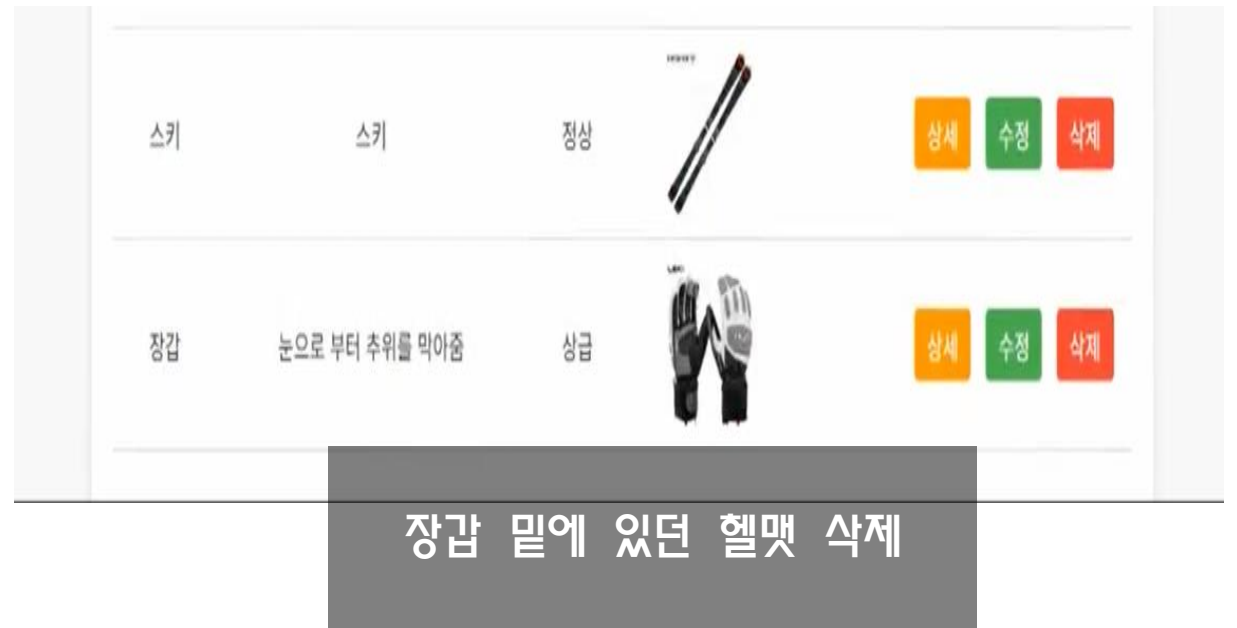 스키 스키 정상 상세 수정 삭제
장갑 눈으로 부터 추위를 막아줌 상급 상세 수정 삭제
장갑 밑에 있던 헬맷 삭제